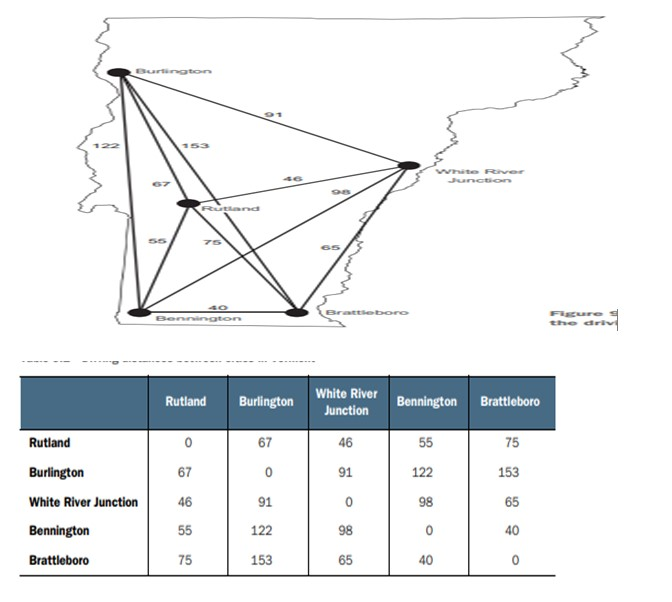 Burlington
91
122
153
White River
Junction
46
98
67
Rutland
55
75
65
40
Bennington
Brattleboro
Figure
the
Rutland Burlington White River Junction Bennington Brattleboro
Rutland 0 67 46 55 75
Burlington 67 0 91 122 153
White River Junction 46 91 0 98 65
Bennington 55 122 98 0 40
Brattleboro 75 153 65 40 0